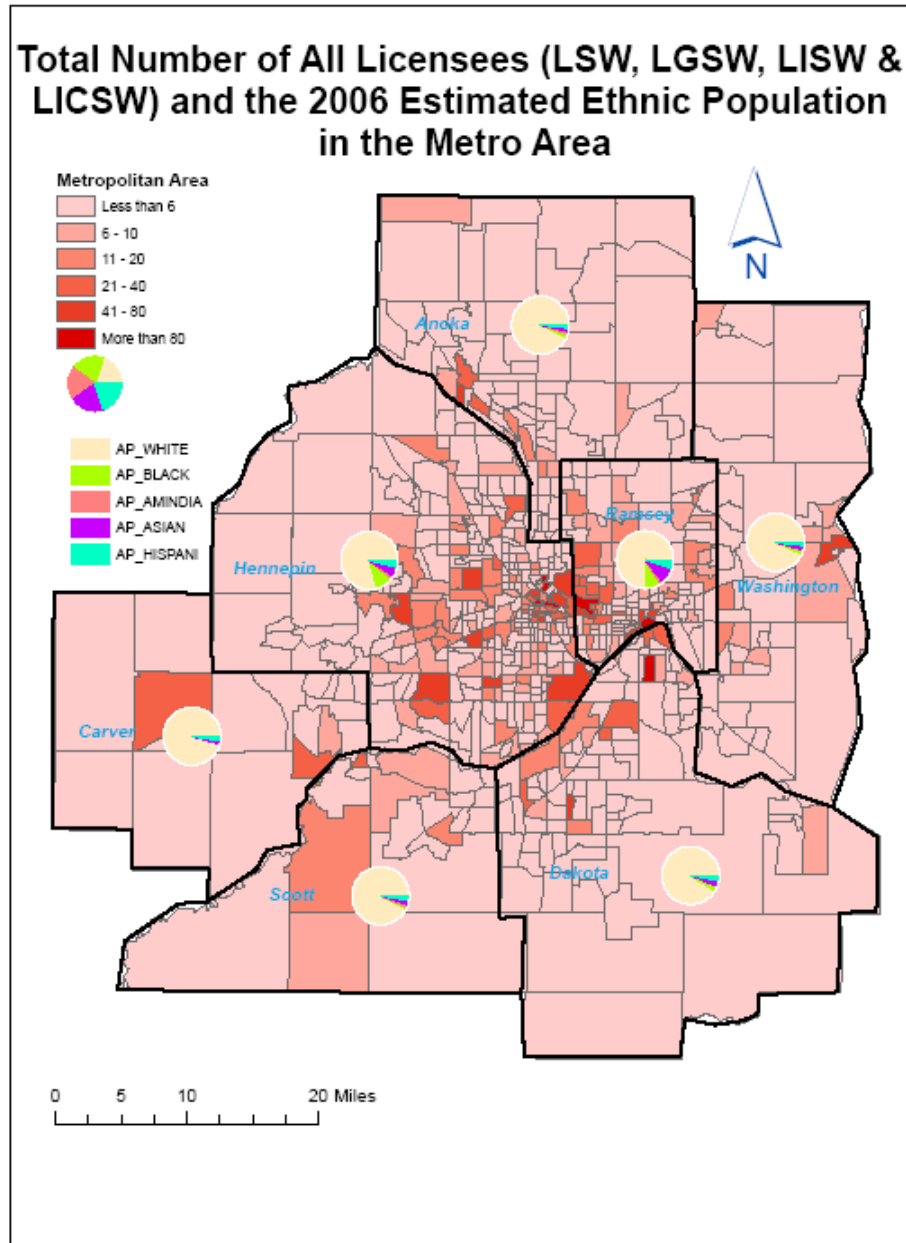 Total Number of All Licensees (LSW, LGSW, LISW &
LICSW) and the 2006 Estimated Ethnic Population
in the Metro Area
Metropolitan Area
Less than 6
6 - 10
11 - 20
21 - 40
41 - 80
More than 80
AP_WHITE
AP_BLACK
AP_AMINDIA
AP_ASIAN
AP_HISPANI
N
Anoka
Ramsey
Hennepin
Washington
Carver
Scott
Dakota
0 5 10 20 Miles